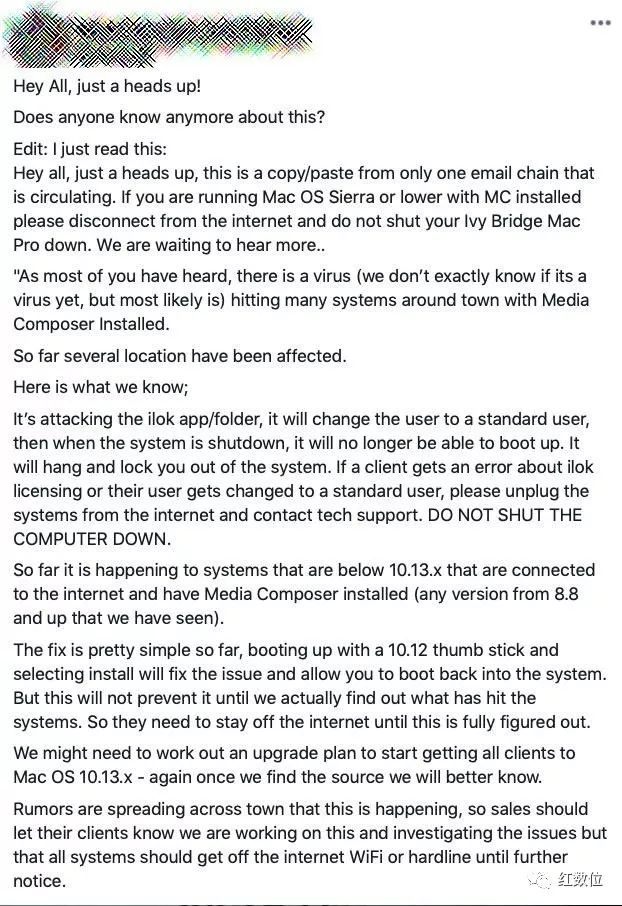 Hey All, just a heads up!
Does anyone know anymore about this?
Edit: I just read this:
Hey all, just a heads up, this is a copy/paste from only one email chain that
is circulating. If you are running Mac OS Sierra or lower with MC installed
please disconnect from the internet and do not shut your Ivy Bridge Mac
Pro down. We are waiting to hear more..
"As most of you have heard, there is a virus (we don’t exactly know if its a
virus yet, but most likely is) hitting many systems around town with Media
Composer Installed.
So far several location have been affected.
Here is what we know;
It’s attacking the ilok app/folder, it will change the user to a standard user,
then when the system is shutdown, it will no longer be able to boot up. It
will hang and lock you out of the system. If a client gets an error about ilok
licensing or their user gets changed to a standard user, please unplug the
systems from the internet and contact tech support. DO NOT SHUT THE
COMPUTER DOWN.
So far it is happening to systems that are below 10.13.x that are connected
to the internet and have Media Composer installed (any version from 8.8
and up that we have seen).
The fix is pretty simple so far, booting up with a 10.12 thumb stick and
selecting install will fix the issue and allow you to boot back into the system.
But this will not prevent it until we actually find out what has hit the
systems. So they need to stay off the internet until this is fully figured out.
We might need to work out an upgrade plan to start getting all clients to
Mac OS 10.13.x - again once we find the source we will better know.
Rumors are spreading across town that this is happening, so sales should
let their clients know we are working on this and investigating the issues but
that all systems should get off the internet WiFi or hardline until further
notice.
红数位